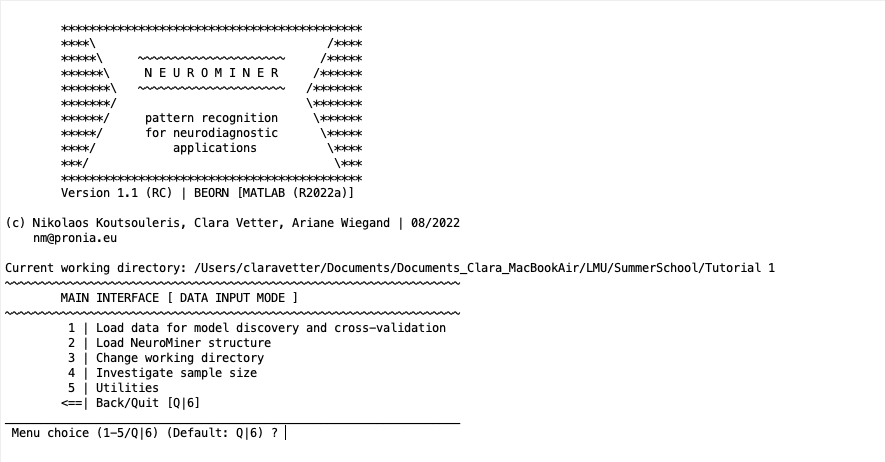 *******************************************
****\                                 /****
*****\     ~~~~~~~~~~~~~~~~~~~~~     /*****
******\     N E U R O M I N E R     /******
*******\   ~~~~~~~~~~~~~~~~~~~~~   /*******
*******/                           \*******
******/     pattern recognition     \******
*****/      for neurodiagnostic      \*****
****/           applications          \****
***/                                   \***
*******************************************
Version 1.1 (RC) | BEORN [MATLAB (R2022a)]
(c) Nikolaos Koutsouleris, Clara Vetter, Ariane Wiegand | 08/2022
nm@pronia.eu
Current working directory: /Users/claravetter/Documents/Documents_Clara_MacBookAir/LMU/SummerSchool/Tutorial 1
~~~~~~~~~~~~~~~~~~~~~~~~~~~~~~~~~~~~~~~~~~~~~~~~~~~~~~~~~~~~~~~~~
MAIN INTERFACE [ DATA INPUT MODE ]
~~~~~~~~~~~~~~~~~~~~~~~~~~~~~~~~~~~~~~~~~~~~~~~~~~~~~~~~~~~~~~~~~
1 | Load data for model discovery and cross-validation
2 | Load NeuroMiner structure
3 | Change working directory
4 | Investigate sample size
5 | Utilities
<==| Back/Quit [Q|6]
_________________________________________________________________
Menu choice (1-5/Q|6) (Default: Q|6) ?